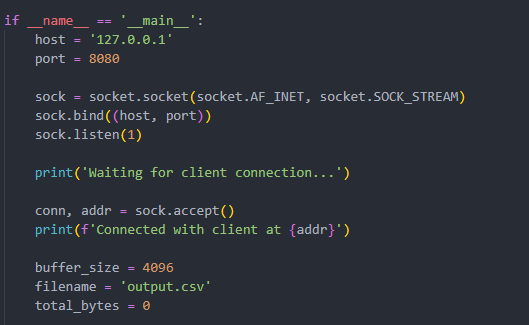 if __name__ == '__main__':
    host = '127.0.0.1'
    port = 8080

    sock = socket.socket(socket.AF_INET, socket.SOCK_STREAM)
    sock.bind((host, port))
    sock.listen(1)

    print('Waiting for client connection...')

    conn, addr = sock.accept()
    print(f'Connected with client at {addr}')

    buffer_size = 4096
    filename = 'output.csv'
    total_bytes = 0